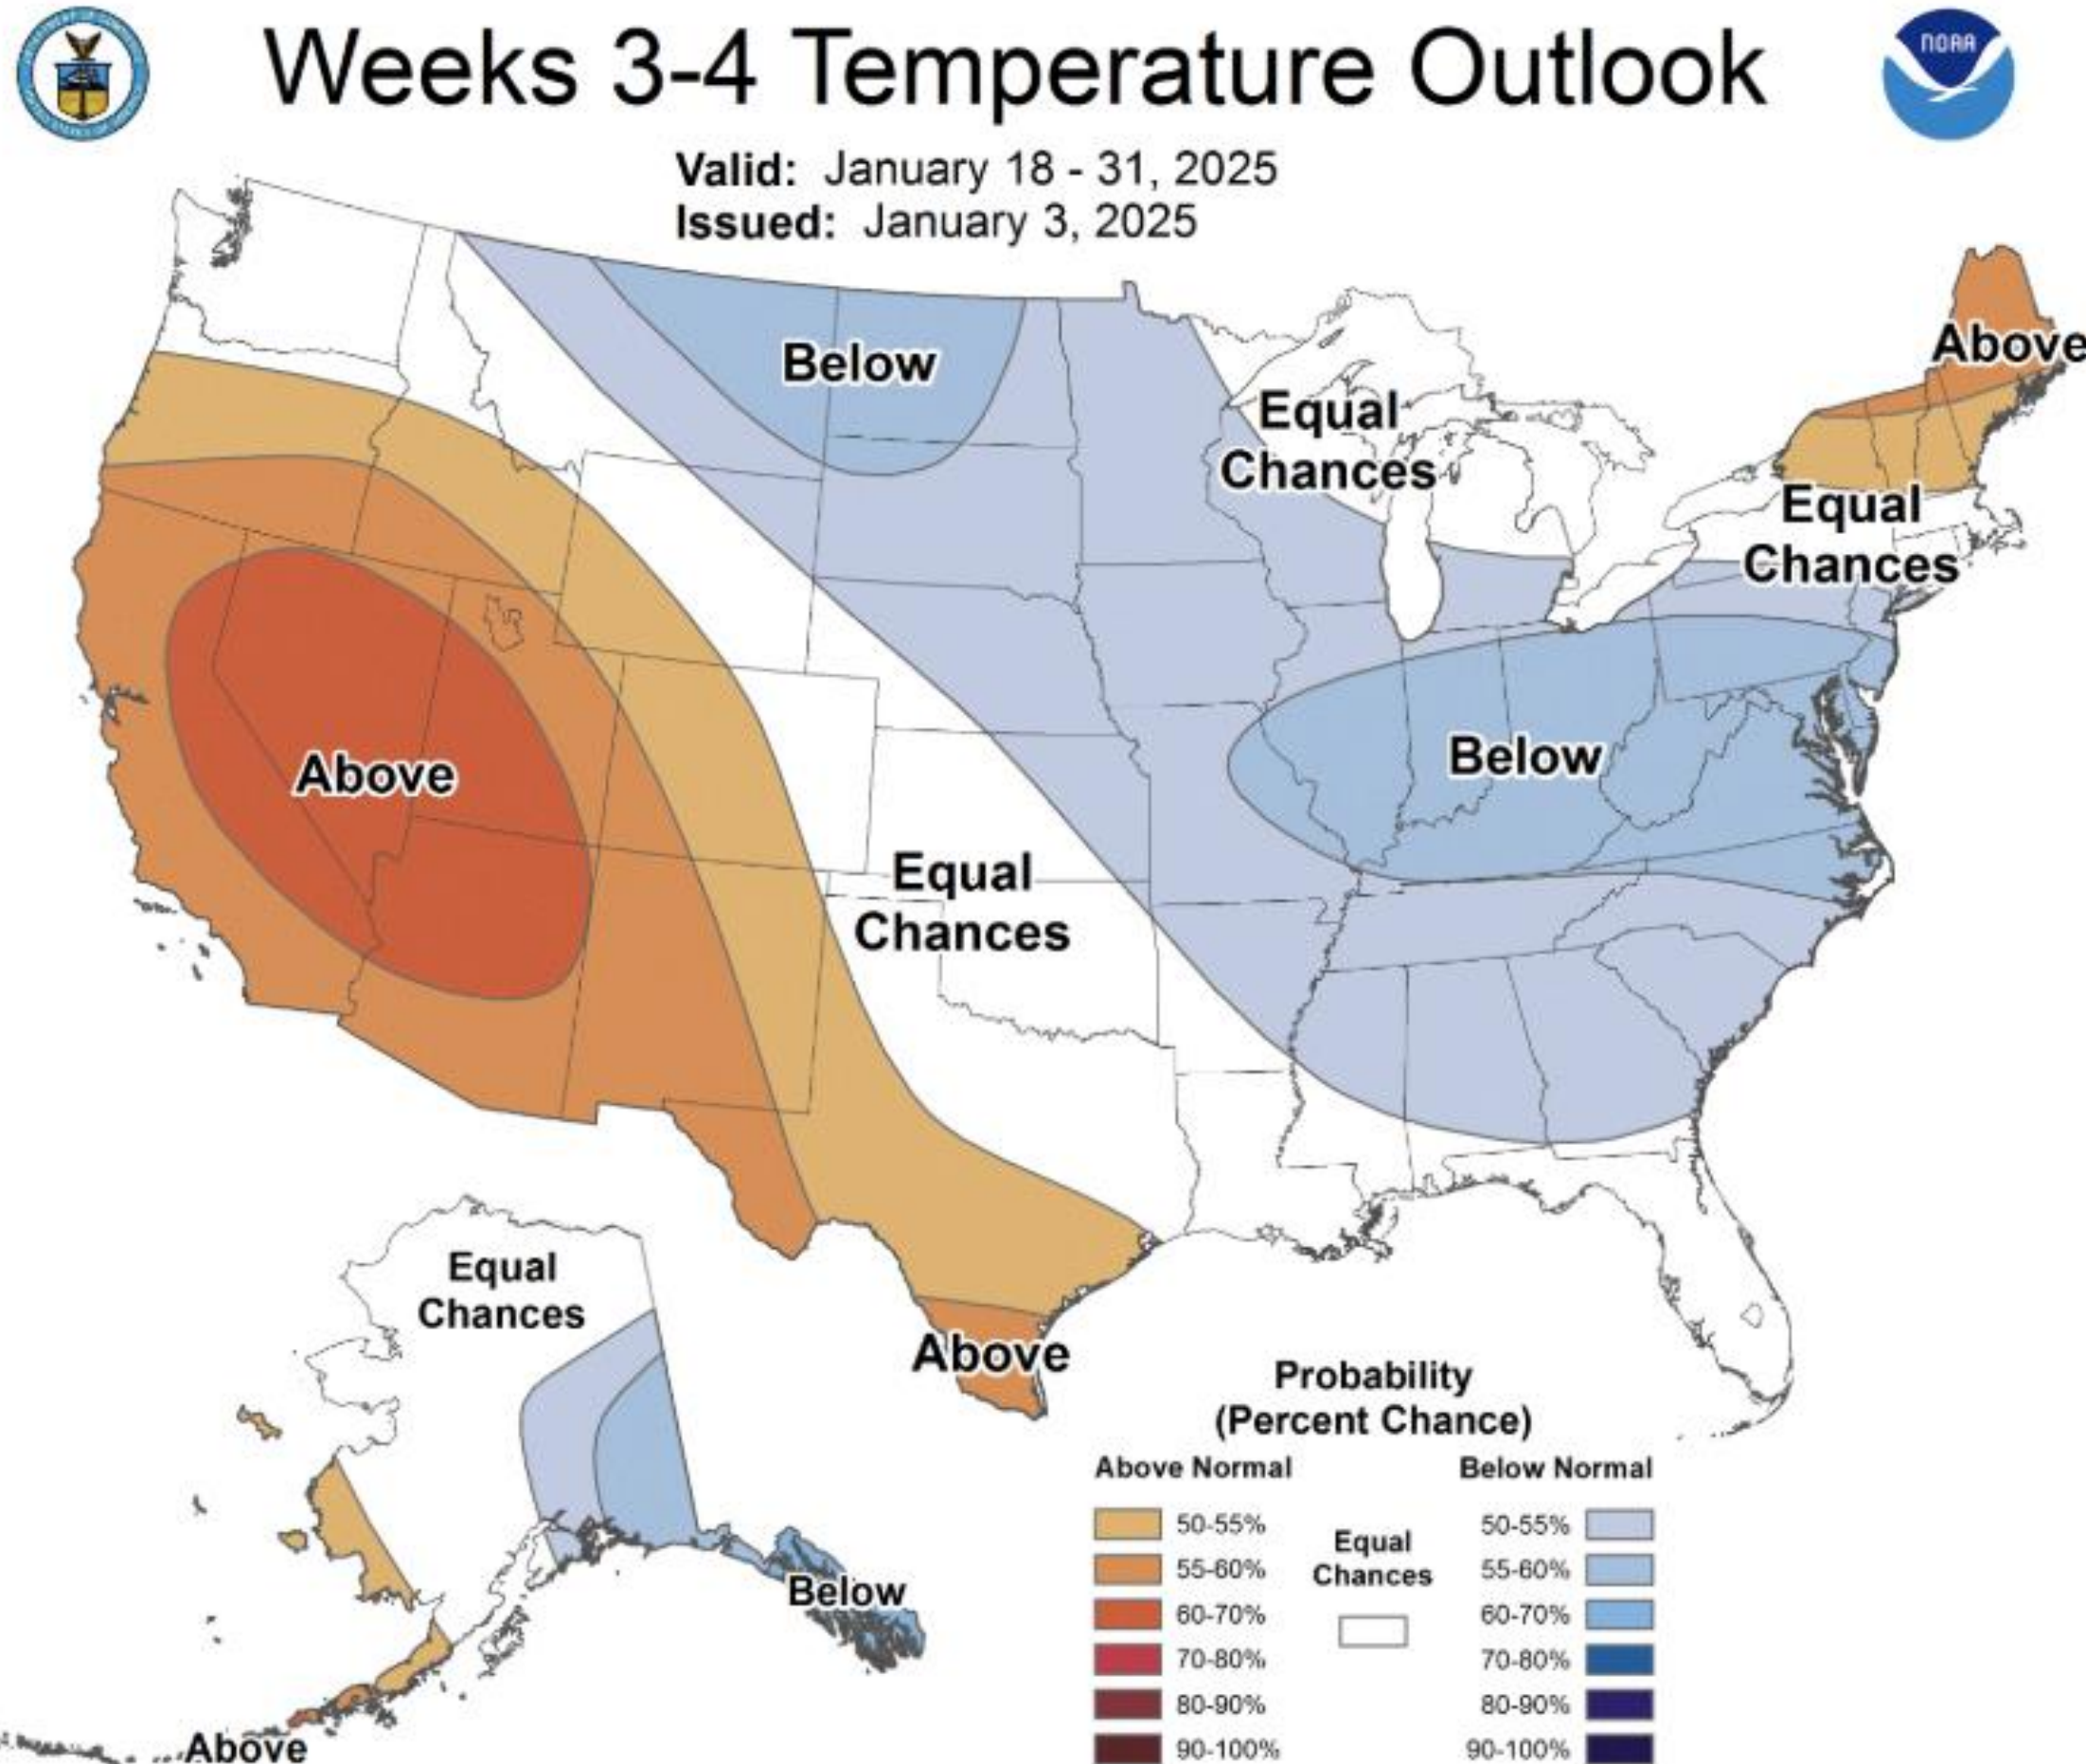 Weeks 3-4 Temperature Outlook
NOAA
Valid: January 18 - 31, 2025
Issued: January 3, 2025
Below
Above
Equal
Chances
Equal
Chances
Above
Below
Equal
Chances
Equal
Chances
Above
Below
Above
Probability
(Percent Chance)
Above Normal
Below Normal
50-55%
55-60%
60-70%
70-80%
80-90%
90-100%
Equal
Chances
50-55%
55-60%
60-70%
70-80%
80-90%
90-100%